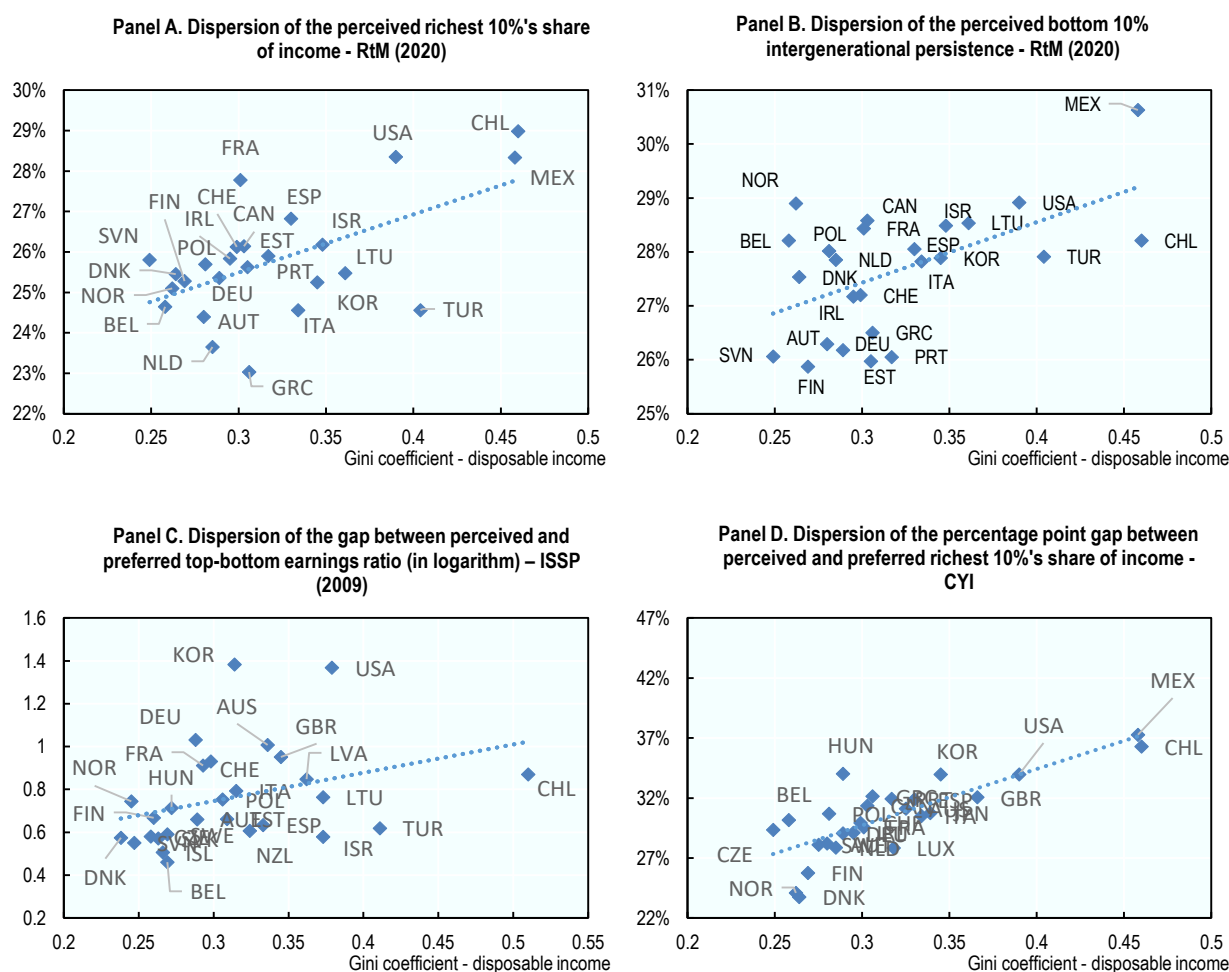 Panel A. Dispersion of the perceived richest 10%'s share
of income - RtM (2020)
30%
29%
28%
27%
26%
25%
24%
23%
22%
0.2 0.25 0.3 0.35 0.4 0.45 0.5
Gini coefficient - disposable income
CHL
USA
MEX
FRA
FIN
CHE
CAN
ESP
IRL
ISR
SVN
POL
EST
DNK
PRT
LTU
NOR
DEU
KOR
BEL
AUT
ITA
TUR
NLD
GRC
Panel B. Dispersion of the perceived bottom 10%
intergenerational persistence - RtM (2020)
31%
30%
29%
28%
27%
26%
25%
0.2 0.25 0.3 0.35 0.4 0.45 0.5
Gini coefficient - disposable income
MEX
NOR
CAN
ISR
USA
LTU
BEL
POL
FRA
ESP
CHL
NLD
KOR
TUR
DNK
ITA
IRL
CHE
AUT
GRC
SVN
DEU
PRT
FIN
EST
Panel C. Dispersion of the gap between perceived and
preferred top-bottom earnings ratio (in logarithm) – ISSP
(2009)
1.6
1.4
1.2
1
0.8
0.6
0.4
0.2
0.2 0.25 0.3 0.35 0.4 0.45 0.5 0.55
Gini coefficient - disposable income
KOR
USA
AUS
DEU
GBR
FRA
LVA
NOR
HUN
CHE
CHL
ITA
FIN
POL
LTU
EST
ESP
TUR
SWE
ISL
NZL
ISR
DNK
BEL
Panel D. Dispersion of the percentage point gap between
perceived and preferred richest 10%'s share of income -
CYI
47%
42%
37%
32%
27%
22%
0.2 0.25 0.3 0.35 0.4 0.45 0.5
Gini coefficient - disposable income
MEX
USA
HUN
KOR
CHL
BEL
GBR
POL
ITA
CZE
NLD
LUX
FIN
NOR
DNK